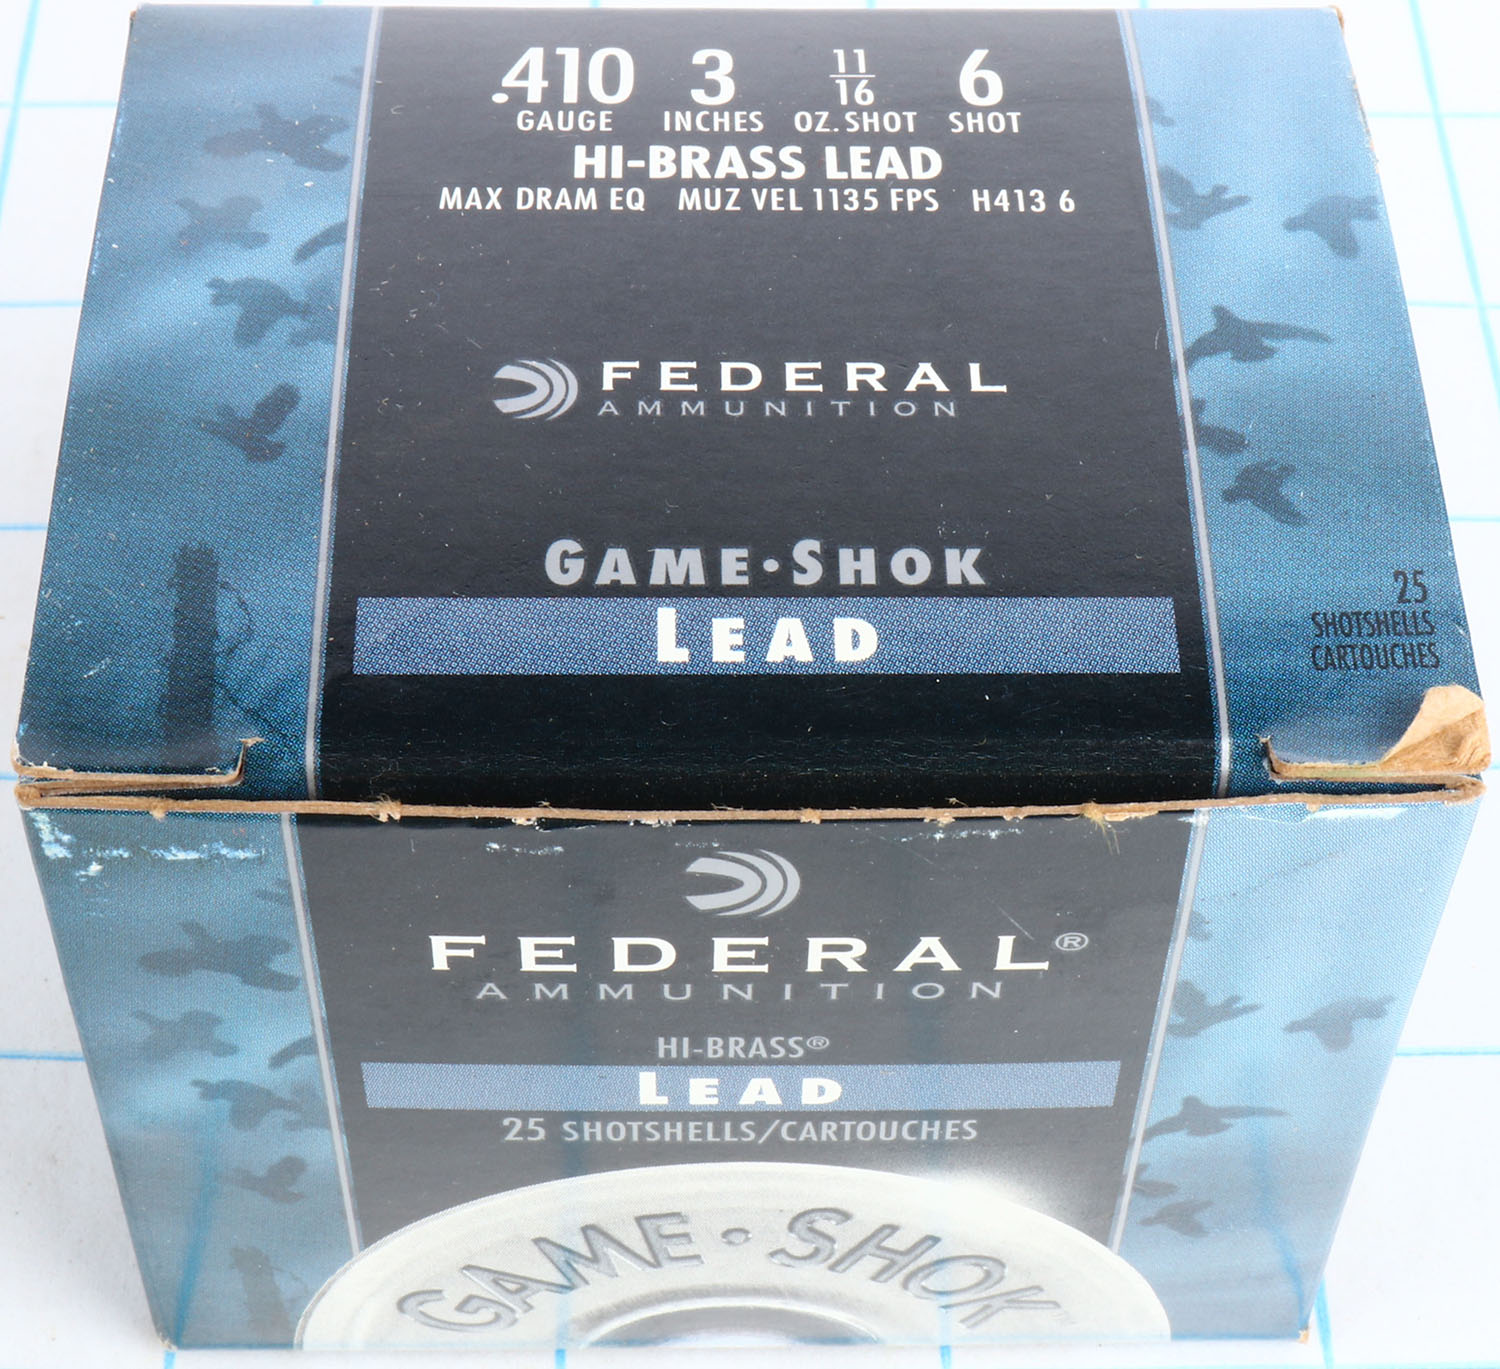 .410 3 11/16 6
GAUGE INCHES OZ. SHOT SHOT
HI-BRASS LEAD
MAX DRAM EQ MUZ VEL 1135 FPS H413 6
FEDERAL
AMMUNITION
GAME•SHOK
LEAD
25
SHOTSHELLS
CARTOUCHES
FEDERAL®
AMMUNITION
HI-BRASS®
LEAD
25 SHOTSHELLS/CARTOUCHES
GAME•SHOK™